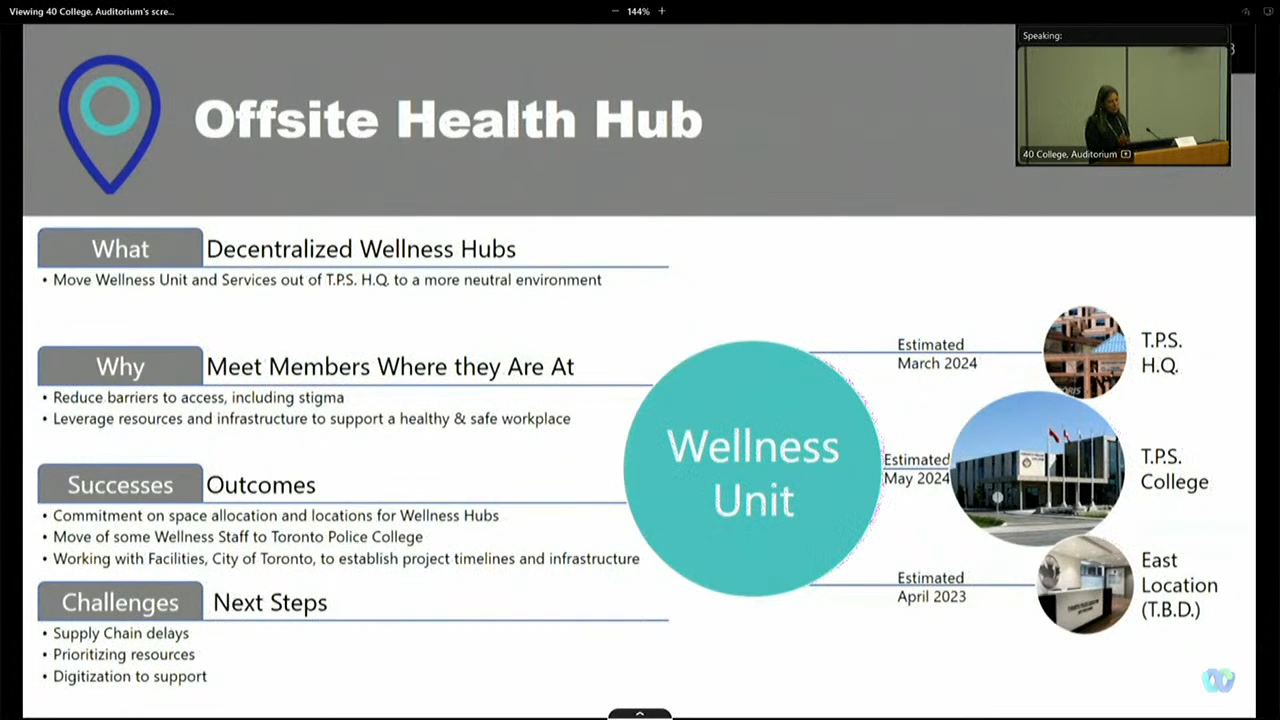 Viewing 40 College, Auditorium's scre...
144%
Speaking:
40 College, Auditorium
Offsite Health Hub
What
Decentralized Wellness Hubs
• Move Wellness Unit and Services out of T.P.S. H.Q. to a more neutral environment
Why
Meet Members Where they Are At
• Reduce barriers to access, including stigma
• Leverage resources and infrastructure to support a healthy & safe workplace
Successes
Outcomes
• Commitment on space allocation and locations for Wellness Hubs
• Move of some Wellness Staff to Toronto Police College
• Working with Facilities, City of Toronto, to establish project timelines and infrastructure
Challenges
Next Steps
• Supply Chain delays
• Prioritizing resources
• Digitization to support
Wellness
Unit
Estimated
March 2024
T.P.S.
H.Q.
Estimated
May 2024
T.P.S.
College
Estimated
April 2023
East
Location
(T.B.D.)